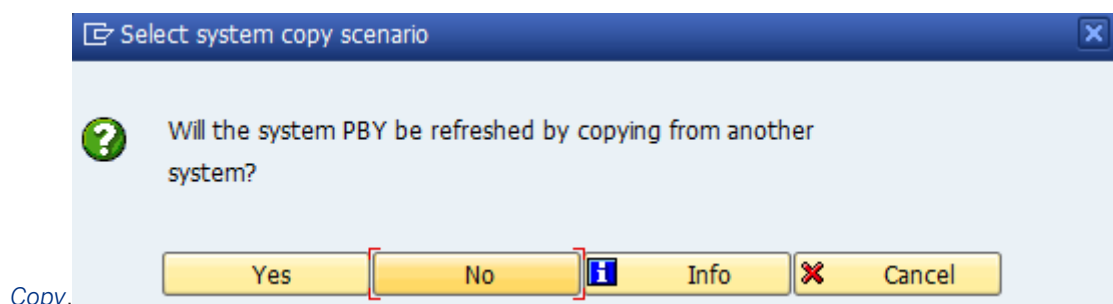 Select system copy scenario
Will the system PBY be refreshed by copying from another
system?
Yes No Info Cancel
Copy.